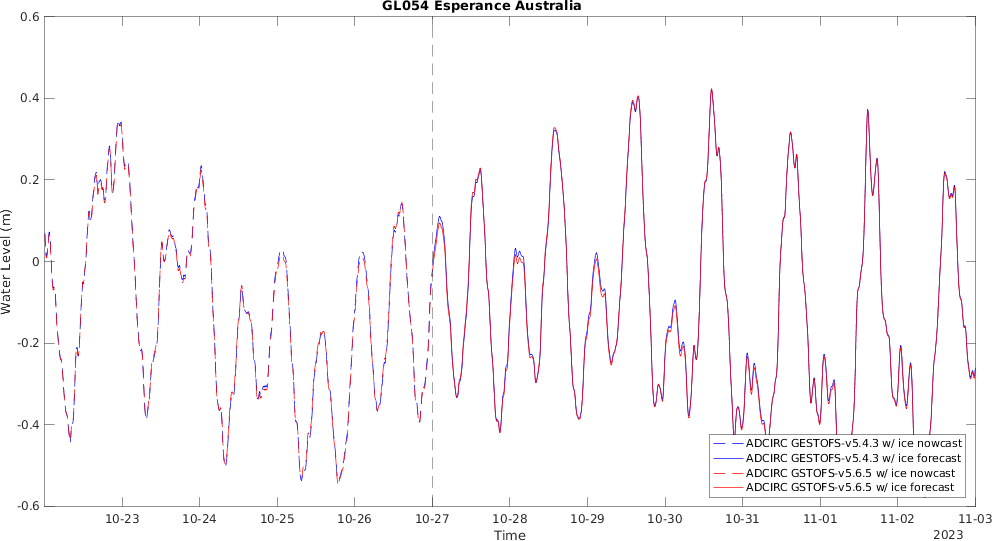 GL054 Esperance Australia
0.6
0.4
0.2
0
-0.2
-0.4
-0.6
Water Level (m)
10-23 10-24 10-25 10-26 10-27 10-28 10-29 10-30 10-31 11-01 11-02 11-03
Time
2023
ADCIRC GESTOFS-v5.4.3 w/ ice nowcast
ADCIRC GESTOFS-v5.4.3 w/ ice forecast
ADCIRC GSTOFS-v5.6.5 w/ ice nowcast
ADCIRC GSTOFS-v5.6.5 w/ ice forecast